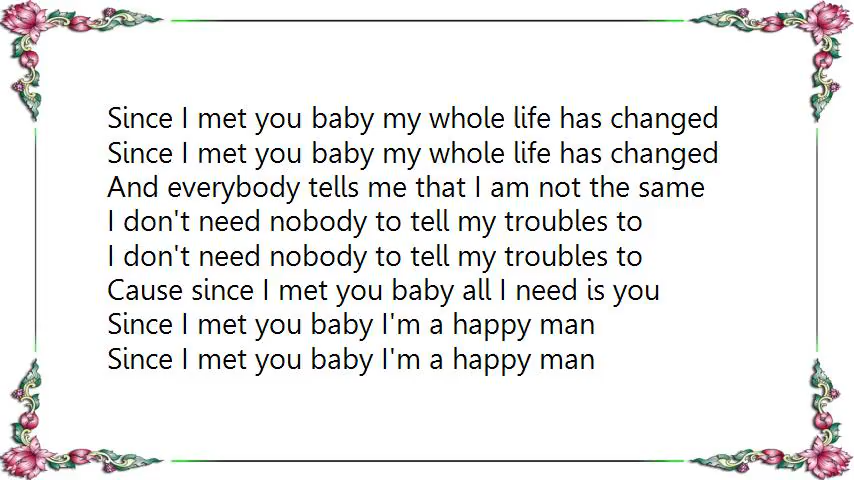 Since I met you baby my whole life has changed
Since I met you baby my whole life has changed
And everybody tells me that I am not the same
I don't need nobody to tell my troubles to
I don't need nobody to tell my troubles to
Cause since I met you baby all I need is you
Since I met you baby I'm a happy man
Since I met you baby I'm a happy man